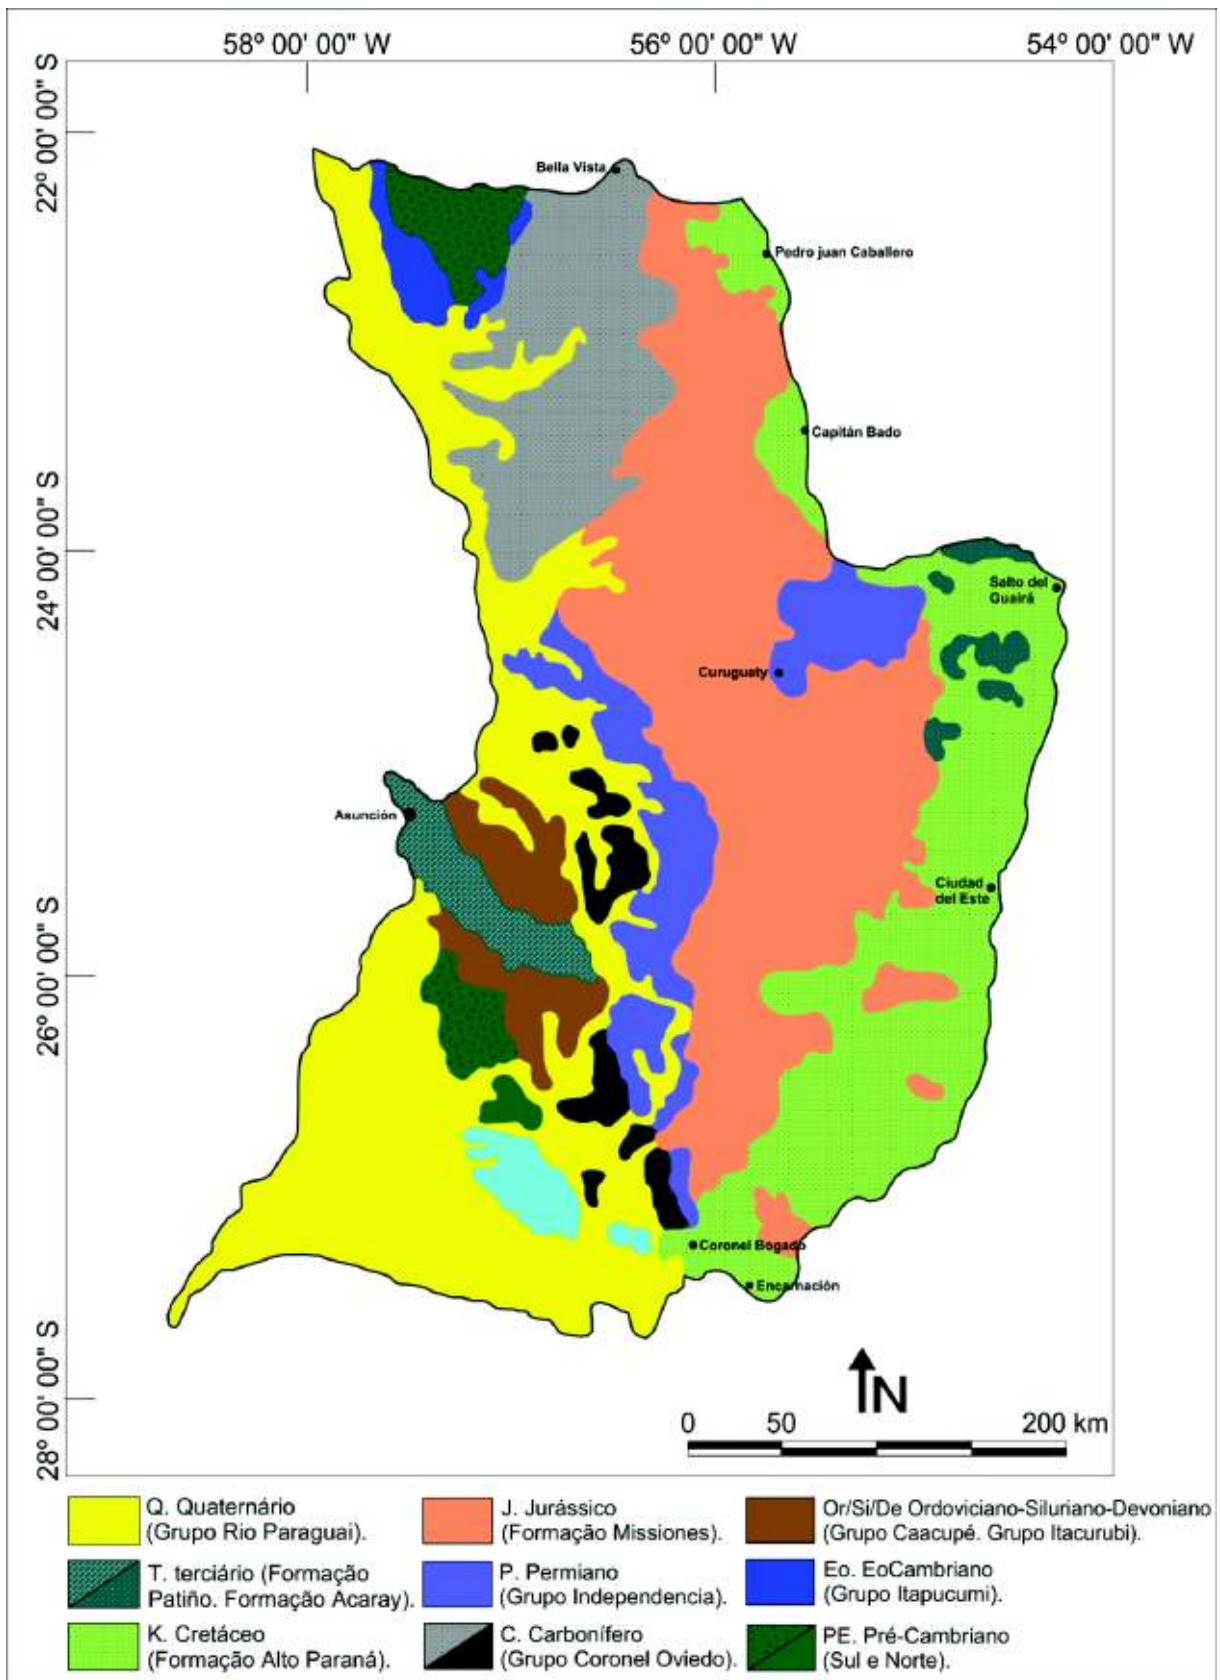 58º 00' 00" W
56º 00' 00" W
54º 00' 00" W
22º 00' 00" S
24º 00' 00" S
26º 00' 00" S
28º 00' 00" S
Bella Vista
Pedro juan Caballero
Capitán Bado
Salto del
Guairá
Curuguaty
Asunción
Ciudad
del Este
Coronel Bogado
Encarnación
N
0 50 200 km
Q. Quaternário
(Grupo Rio Paraguai).
T. terciário (Formação
Patiño. Formação Acaray).
K. Cretáceo
(Formação Alto Paraná).
J. Jurássico
(Formação Missiones).
P. Permiano
(Grupo Independencia).
C. Carbonífero
(Grupo Coronel Oviedo).
Or/Si/De Ordoviciano-Siluriano-Devoniano
(Grupo Caacupé. Grupo Itacurubi).
Eo. EoCambriano
(Grupo Itapucumi).
PE. Pré-Cambriano
(Sul e Norte).